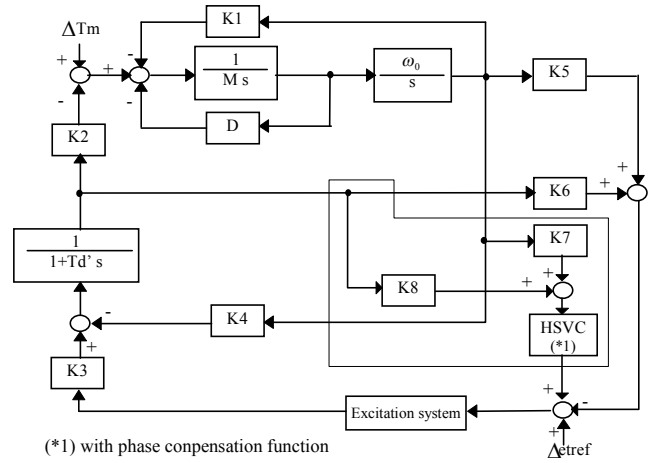 K1
ΔTm
-
+
+
-
1
M s
ω0
s
K5
-
-
D
K2
+
K6
+
1
1+Td' s
K7
+
K8
+
-
K4
HSVC
(*1)
+
K3
+
-
Excitation system
+
Δetref
(*1) with phase conpensation function